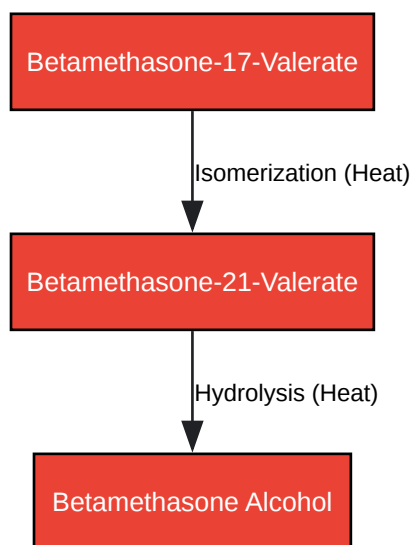 Betamethasone-17-Valerate
Isomerization (Heat)
Betamethasone-21-Valerate
Hydrolysis (Heat)
Betamethasone Alcohol